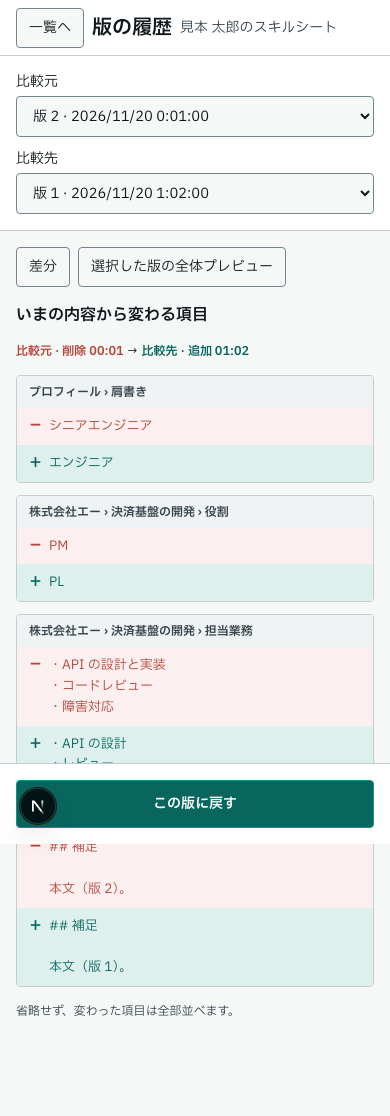 一覧へ 版の履歴 見本 太郎のスキルシート
比較元
版 2 · 2026/11/20 0:01:00
比較先
版 1 · 2026/11/20 1:02:00
差分 選択した版の全体プレビュー
いまの内容から変わる項目
比較元 · 削除 00:01 → 比較先 · 追加 01:02
プロフィール › 肩書き
− シニアエンジニア
+ エンジニア
株式会社エー › 決済基盤の開発 › 役割
− PM
+ PL
株式会社エー › 決済基盤の開発 › 担当業務
− ・API の設計と実装
・コードレビュー
・障害対応
+ ・API の設計
・レビュー
N この版に戻す
− ## 補足
本文（版 2）。
+ ## 補足
本文（版 1）。
省略せず、変わった項目は全部並べます。